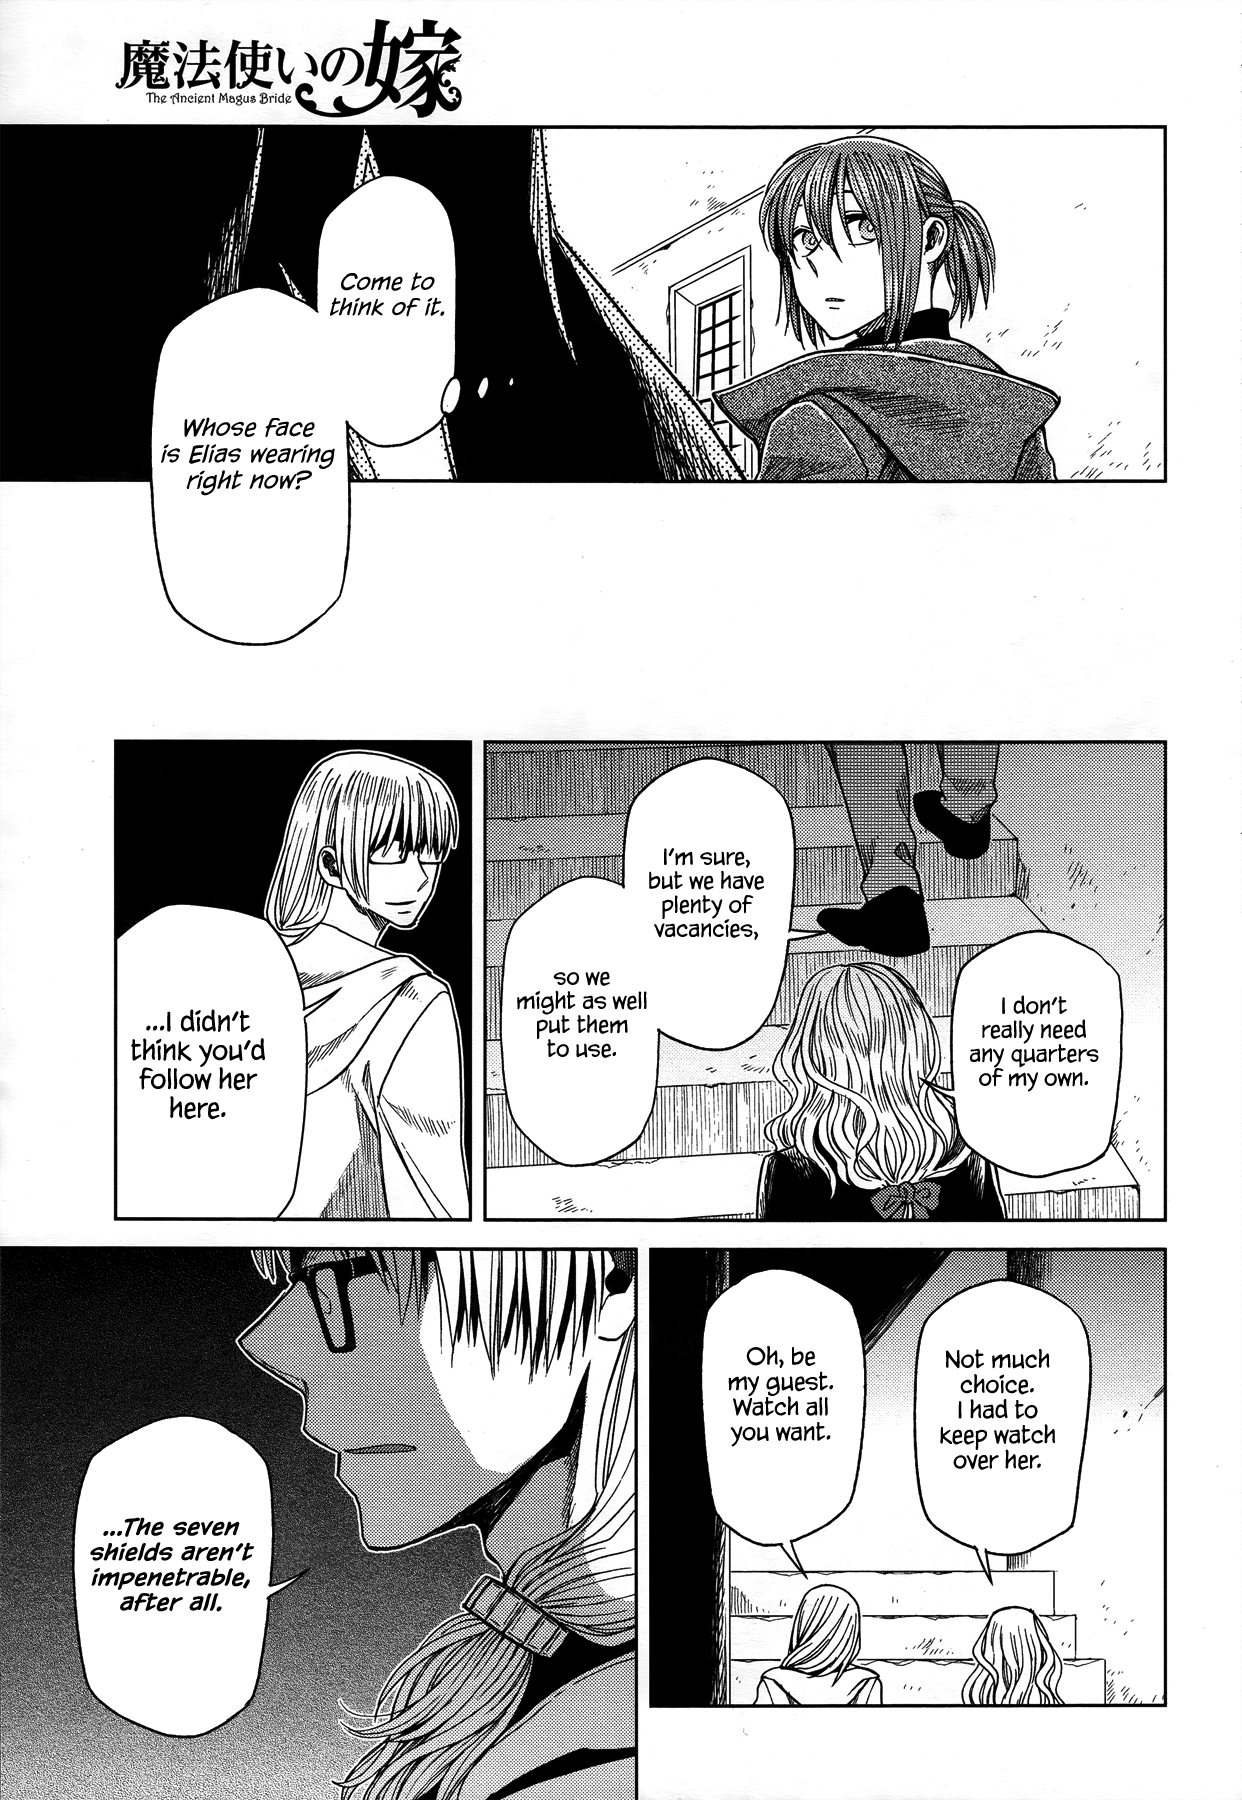 魔法使いの嫁
The Ancient Magus Bride
Come to
think of it.
Whose face
is Elias wearing
right now?
I don't
really need
any quarters
of my own.
I'm sure,
but we have
plenty of
vacancies,
so we
might as well
put them
to use.
...I didn't
think you'd
follow her
here.
Not much
choice.
I had to
keep watch
over her.
Oh, be
my guest.
Watch all
you want.
...The seven
shields aren't
impenetrable,
after all.